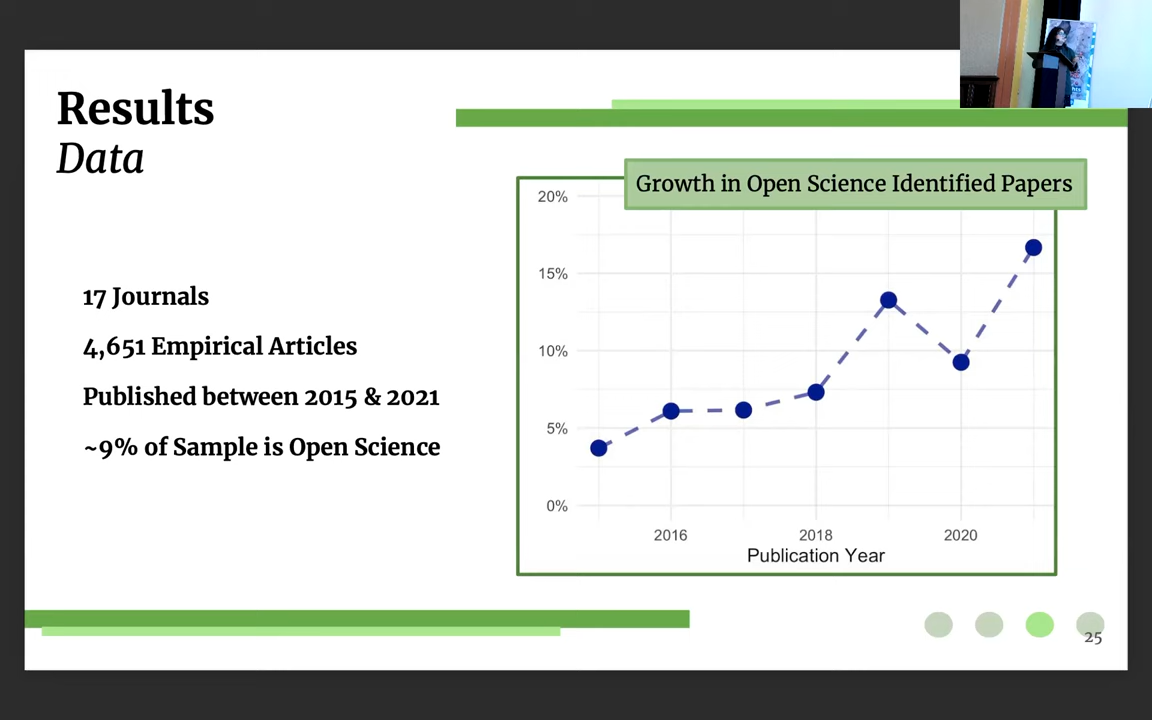 Results
Data
17 Journals
4,651 Empirical Articles
Published between 2015 & 2021
~9% of Sample is Open Science
Growth in Open Science Identified Papers
20%
15%
10%
5%
0%
2016 2018 2020
Publication Year
25